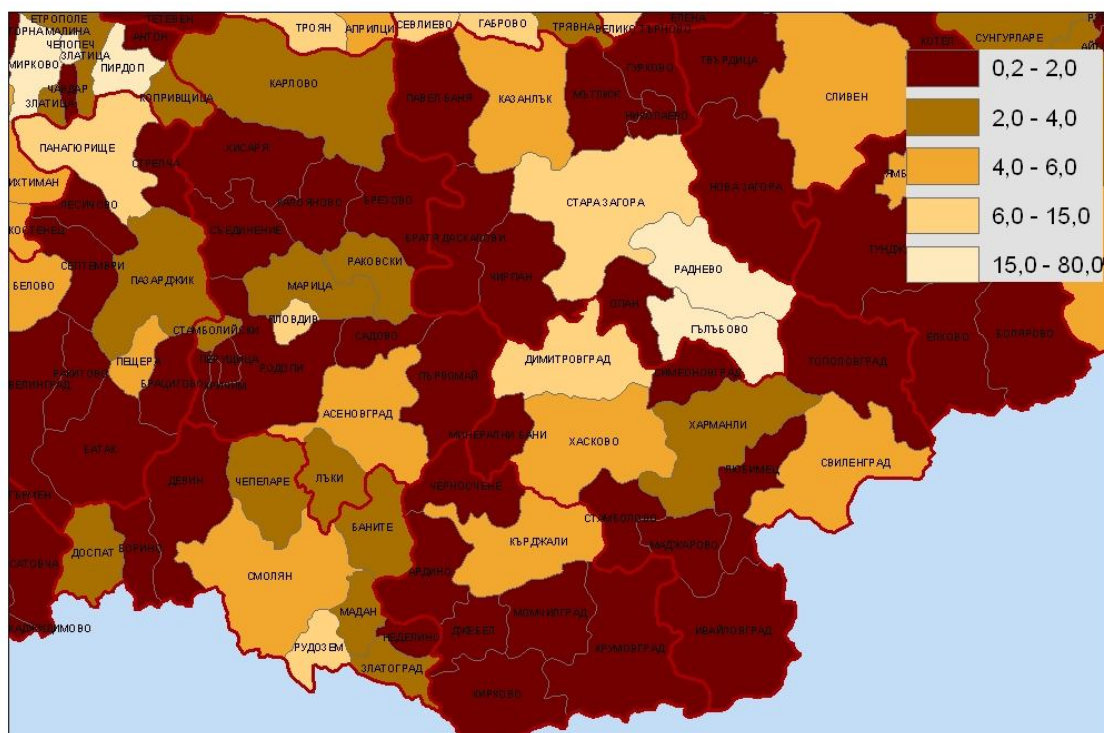 ЕТРОПОЛЕ
ТЕТЕВЕН
ТРОЯН
АПРИЛЦИ
СЕВЛИЕВО
ГАБРОВО
ТРЯВНА
ЕЛЕНА
МАЛИНА
АНТОН
ЧЕЛОПЕЧ
ЗЛАТИЦА
МИРКОВО
ПИРДОП
ЧАВДАР
ЗЛАТИЦА
КОПРИВЩИЦА
КАРЛОВО
ПАВЕЛ БАНЯ
КАЗАНЛЪК
МЪГЛИЖ
ГУРКОВО
НИКОЛАЕВО
ТВЪРДИЦА
СЛИВЕН
КОТЕЛ
СУНГУРЛАРЕ
0,2 - 2,0
2,0 - 4,0
4,0 - 6,0
6,0 - 15,0
15,0 - 80,0
ПАНАГЮРИЩЕ
СТРЕЛЧА
ХИСАРЯ
ИХТИМАН
ЛЕСИЧОВО
КАЛОЯНОВО
БРЕЗОВО
СТАРА ЗАГОРА
НОВА ЗАГОРА
КОСТЕНЕЦ
СЪЕДИНЕНИЕ
БРАТЯ ДАСКАЛОВИ
СЕПТЕМВРИ
РАКОВСКИ
ЧИРПАН
РАДНЕВО
БЕЛОВО
ПАЗАРДЖИК
МАРИЦА
ОПАН
СТАМБОЛИЙСКИ
ПЛОВДИВ
САДОВО
ГЪЛЪБОВО
ЕЛХОВО
БОЛЯРОВО
ПЕЩЕРА
ПЕРУЩИЦА
РОДОПИ
ПЪРВОМАЙ
ДИМИТРОВГРАД
ТОПОЛОВГРАД
ВЕЛИНГРАД
РАКИТОВО
БРАЦИГОВО
КРИЧИМ
СИМЕОНОВГРАД
АСЕНОВГРАД
БАТАК
МИНЕРАЛНИ БАНИ
ХАСКОВО
ХАРМАНЛИ
ДЕВИН
ЧЕПЕЛАРЕ
ЛЪКИ
ЧЕРНООЧЕНЕ
ЛЮБИМЕЦ
СВИЛЕНГРАД
БАНИТЕ
СТАМБОЛОВО
ДОСПАТ
БОРИНО
КЪРДЖАЛИ
МАДЖАРОВО
САТОВЧА
СМОЛЯН
АРДИНО
МАДАН
МОМЧИЛГРАД
ХАДЖИДИМОВО
НЕДЕЛИНО
ДЖЕБЕЛ
ИВАЙЛОВГРАД
РУДОЗЕМ
КРУМОВГРАД
ЗЛАТОГРАД
КИРКОВО